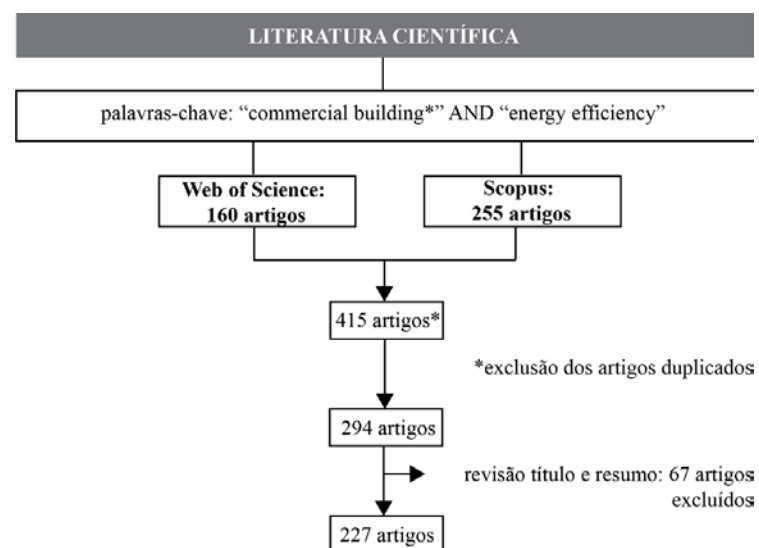 LITERATURA CIENTÍFICA
palavras-chave: “commercial building*” AND “energy efficiency”
Web of Science:
160 artigos
Scopus:
255 artigos
415 artigos*
*exclusão dos artigos duplicados
294 artigos
revisão título e resumo: 67 artigos
excluídos
227 artigos